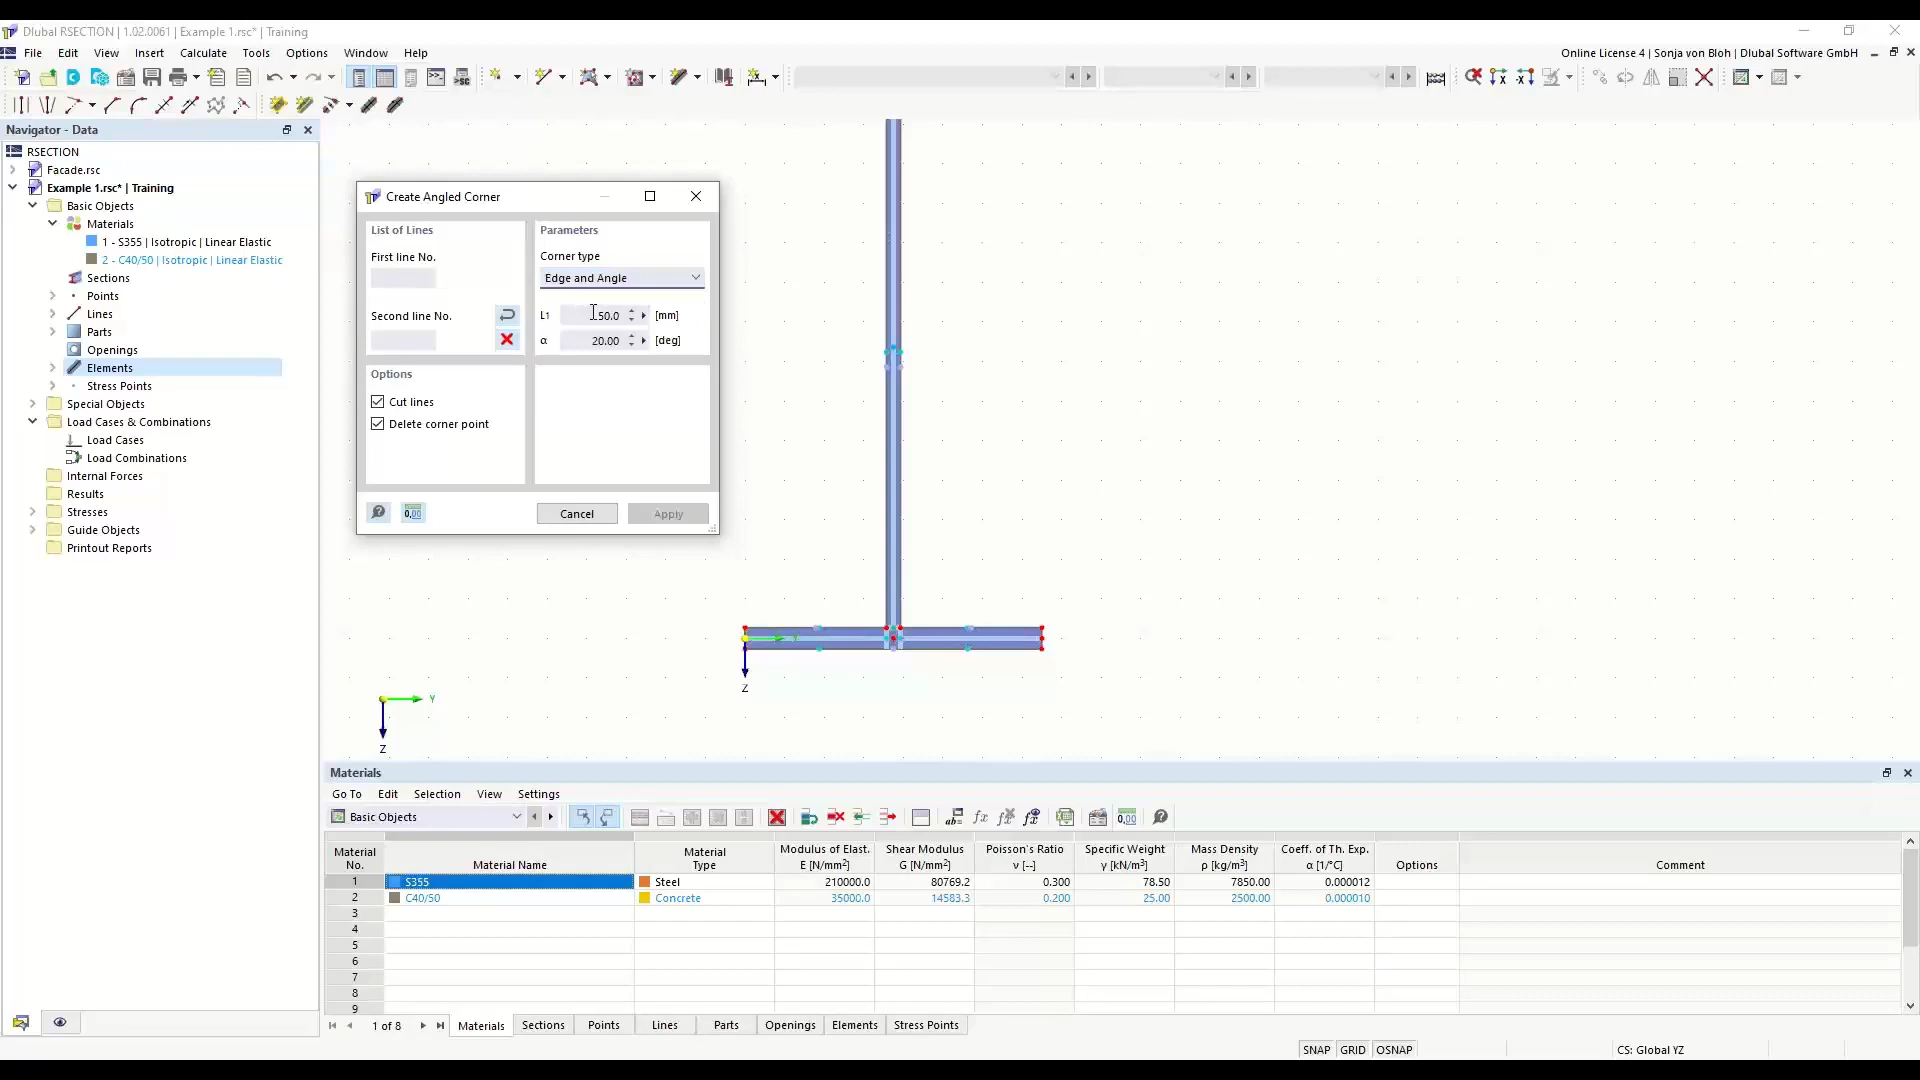 Dlubal RSECTION | 1.02.0061 | Example 1.rsc* | Training
File Edit View Insert Calculate Tools Options Window Help
Online License 4 | Sonja von Bloh | Dlubal Software GmbH
Navigator - Data
RSECTION
Facade.rsc
Example 1.rsc* | Training
Basic Objects
Materials
1 - S355 | Isotropic | Linear Elastic
2 - C40/50 | Isotropic | Linear Elastic
Sections
Points
Lines
Parts
Openings
Elements
Stress Points
Special Objects
Load Cases & Combinations
Load Cases
Load Combinations
Internal Forces
Results
Stresses
Guide Objects
Printout Reports
Create Angled Corner
List of Lines
First line No.
Second line No.
Parameters
Corner type
Edge and Angle
L1 50.0 [mm]
α 20.00 [deg]
Options
Cut lines
Delete corner point
Cancel Apply
Y
Z
Y
Z
Materials
Go To Edit Selection View Settings
Basic Objects
Material No. Material Name Material Type Modulus of Elast. E [N/mm²] Shear Modulus G [N/mm²] Poisson's Ratio ν [--] Specific Weight γ [kN/m³] Mass Density ρ [kg/m³] Coeff. of Th. Exp. α [1/°C] Options Comment
1 S355 Steel 210000.0 80769.2 0.300 78.50 7850.00 0.000012
2 C40/50 Concrete 35000.0 14583.3 0.200 25.00 2500.00 0.000010
3
4
5
6
7
8
9
1 of 8 Materials Sections Points Lines Parts Openings Elements Stress Points
SNAP GRID OSNAP CS: Global YZ